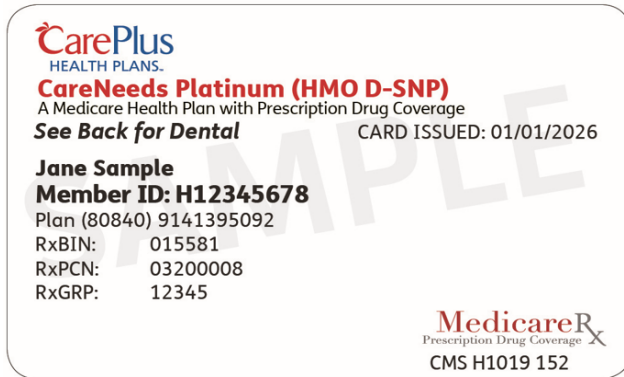 CarePlus
HEALTH PLANS.
CareNeeds Platinum (HMO D-SNP)
A Medicare Health Plan with Prescription Drug Coverage
See Back for Dental CARD ISSUED: 01/01/2026
SAMPLE
Jane Sample
Member ID: H12345678
Plan (80840) 9141395092
RxBIN: 015581
RxPCN: 03200008
RxGRP: 12345
MedicareRx
Prescription Drug Coverage
CMS H1019 152